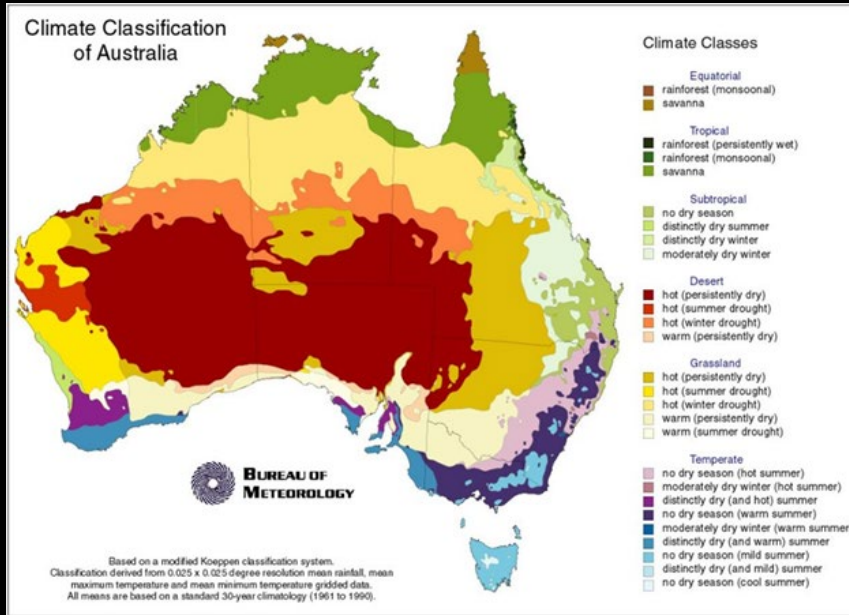 Climate Classification
of Australia
Climate Classes
Equatorial
rainforest (monsoonal)
savanna
Tropical
rainforest (persistently wet)
rainforest (monsoonal)
savanna
Subtropical
no dry season
distinctly dry summer
distinctly dry winter
moderately dry winter
Desert
hot (persistently dry)
hot (summer drought)
hot (winter drought)
warm (persistently dry)
Grassland
hot (persistently dry)
hot (summer drought)
hot (winter drought)
warm (persistently dry)
warm (summer drought)
Temperate
no dry season (hot summer)
moderately dry winter (hot summer)
distinctly dry (and hot) summer
no dry season (warm summer)
moderately dry winter (warm summer
distinctly dry (and warm) summer
no dry season (mild summer)
distinctly dry (and mild) summer
no dry season (cool summer)
BUREAU OF
METEOROLOGY
Based on a modified Koeppen classification system.
Classification derived from 0.025 x 0.025 degree resolution mean rainfall, mean
maximum temperature and mean minimum temperature gridded data.
All means are based on a standard 30-year climatology (1961 to 1990).